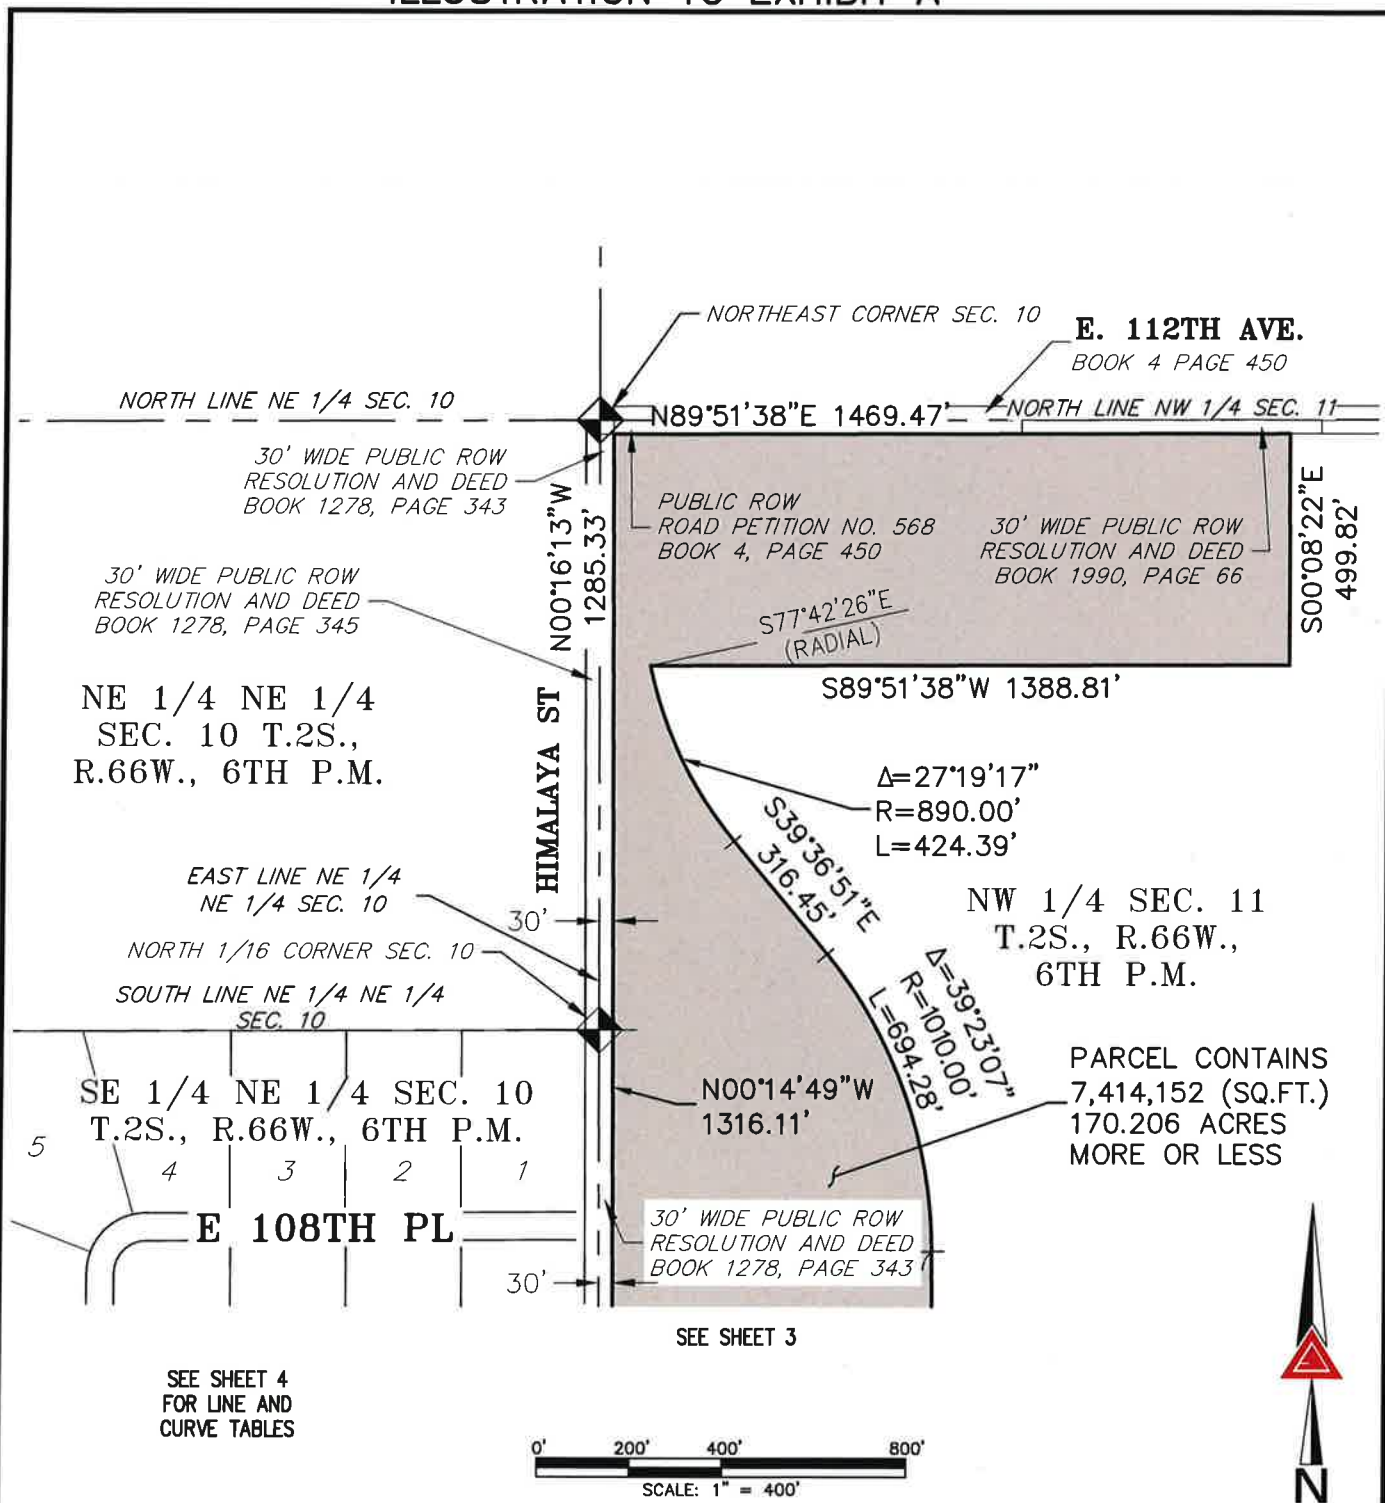 ILLUSTRATION TO EXHIBIT A
NORTHEAST CORNER SEC. 10
E. 112TH AVE.
BOOK 4 PAGE 450
NORTH LINE NE 1/4 SEC. 10
N89°51'38"E 1469.47'
NORTH LINE NW 1/4 SEC. 11
30' WIDE PUBLIC ROW
RESOLUTION AND DEED
BOOK 1278, PAGE 343
N00°16'13"W
1285.33'
PUBLIC ROW
ROAD PETITION NO. 568
BOOK 4, PAGE 450
30' WIDE PUBLIC ROW
RESOLUTION AND DEED
BOOK 1990, PAGE 66
S00°08'22"E
499.82'
30' WIDE PUBLIC ROW
RESOLUTION AND DEED
BOOK 1278, PAGE 345
S77°42'26"E
(RADIAL)
S89°51'38"W 1388.81'
NE 1/4 NE 1/4
SEC. 10 T.2S.,
R.66W., 6TH P.M.
HIMALAYA ST
Δ=27°19'17"
R=890.00'
L=424.39'
S39°36'51"E
316.45'
EAST LINE NE 1/4
NE 1/4 SEC. 10
30'
NW 1/4 SEC. 11
T.2S., R.66W.,
6TH P.M.
NORTH 1/16 CORNER SEC. 10
SOUTH LINE NE 1/4 NE 1/4
SEC. 10
Δ=39°23'07"
R=1010.00'
L=694.28'
SE 1/4 NE 1/4 SEC. 10
T.2S., R.66W., 6TH P.M.
N00°14'49"W
1316.11'
PARCEL CONTAINS
7,414,152 (SQ.FT.)
170.206 ACRES
MORE OR LESS
5
4
3
2
1
E 108TH PL
30' WIDE PUBLIC ROW
RESOLUTION AND DEED
BOOK 1278, PAGE 343
30'
SEE SHEET 3
SEE SHEET 4
FOR LINE AND
CURVE TABLES
0' 200' 400' 800'
SCALE: 1" = 400'
N